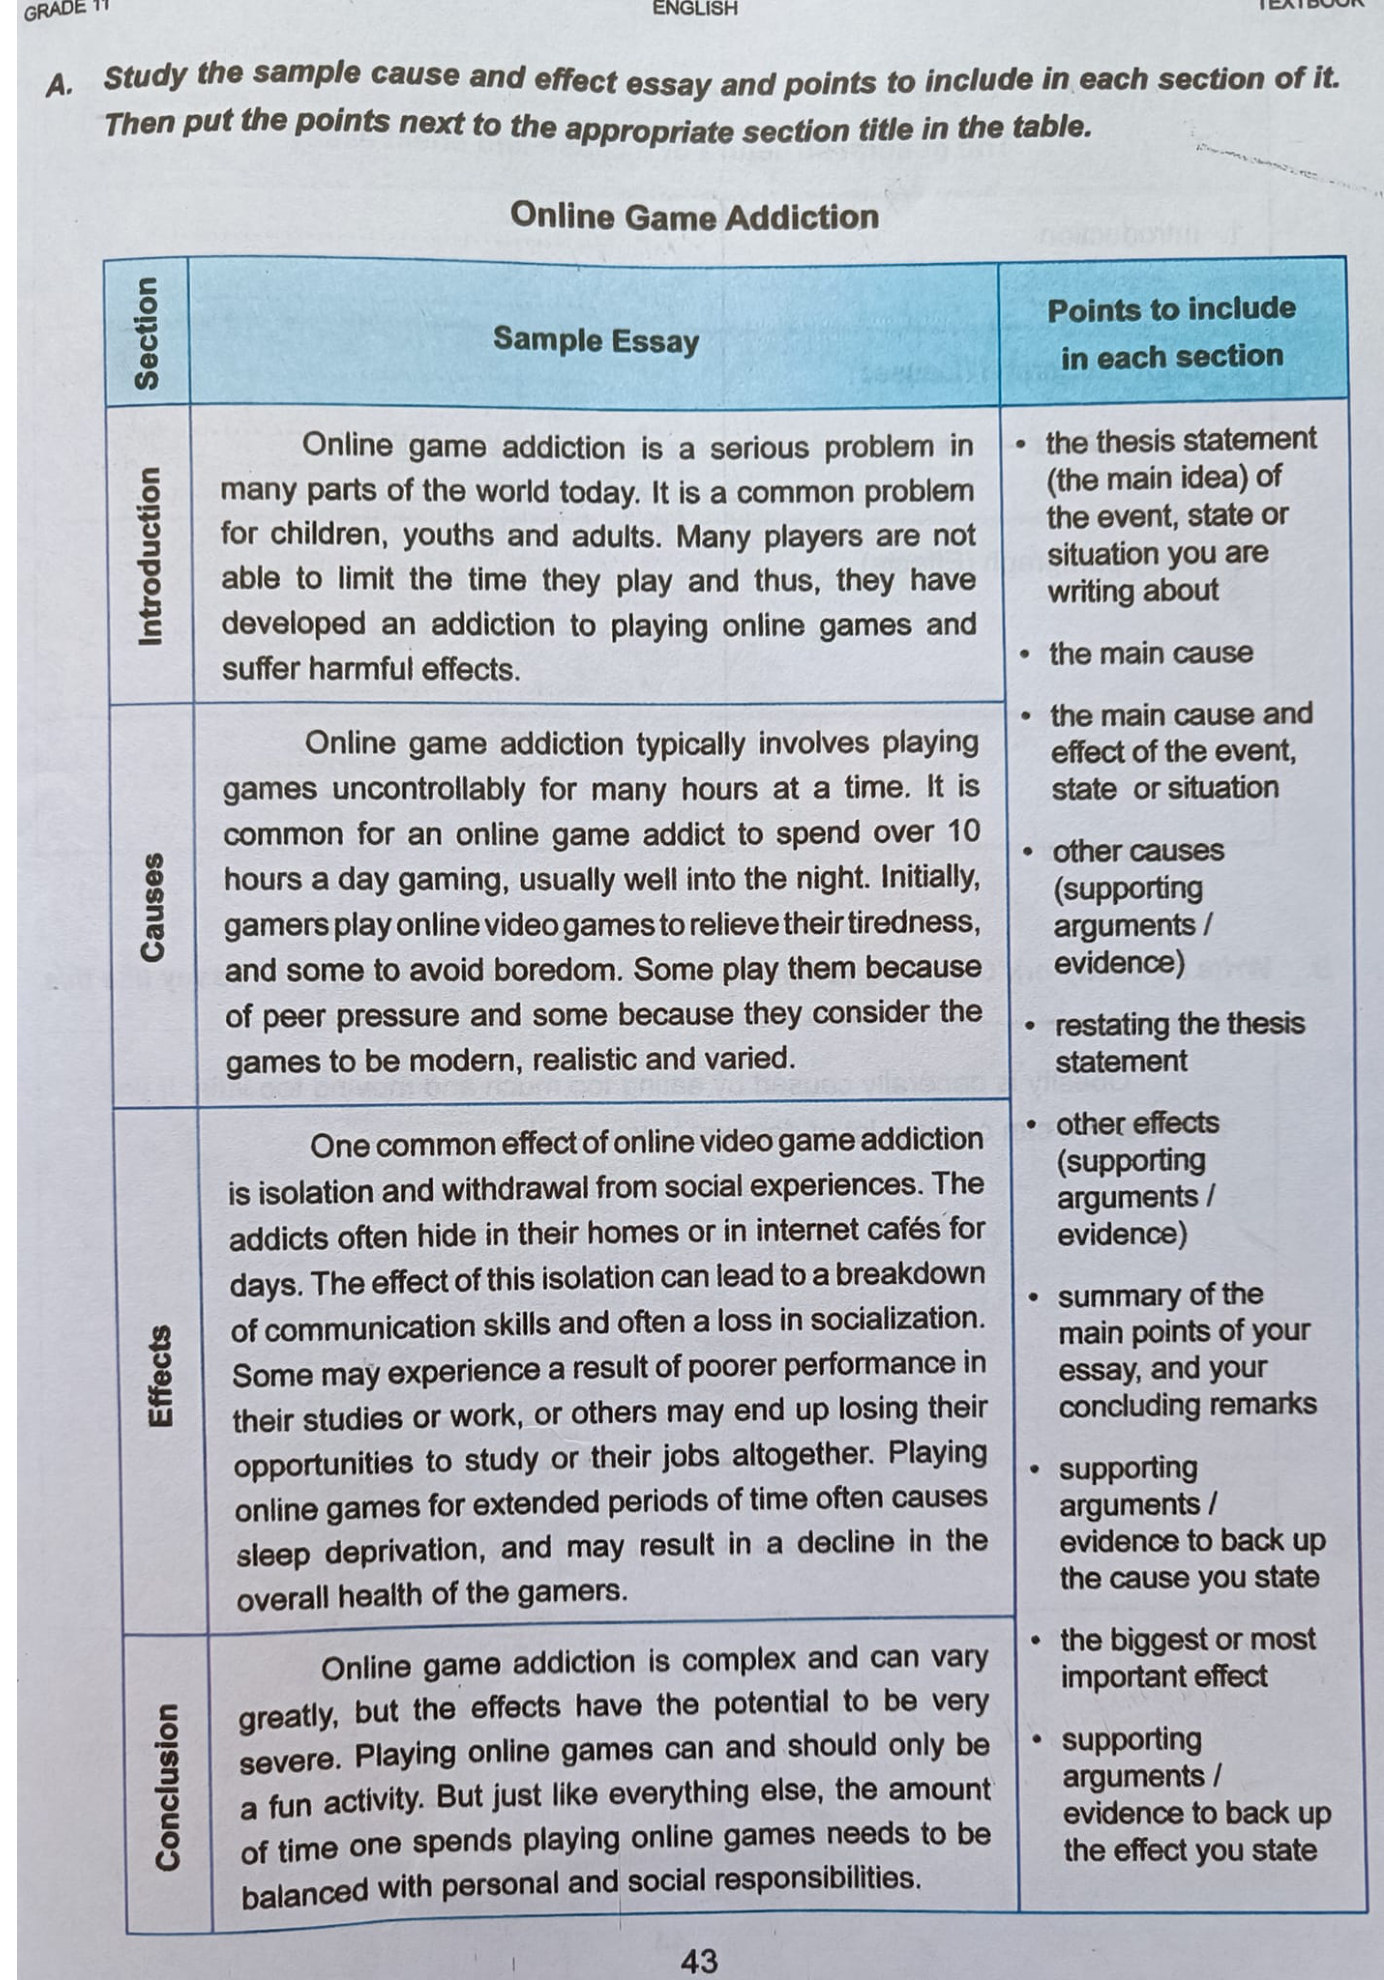 GRADE 11
ENGLISH
TEXTBOOK
A. Study the sample cause and effect essay and points to include in each section of it.
Then put the points next to the appropriate section title in the table.
Online Game Addiction
Section
Sample Essay
Points to include
in each section
Introduction
Online game addiction is a serious problem in
many parts of the world today. It is a common problem
for children, youths and adults. Many players are not
able to limit the time they play and thus, they have
developed an addiction to playing online games and
suffer harmful effects.
Causes
Online game addiction typically involves playing
games uncontrollably for many hours at a time. It is
common for an online game addict to spend over 10
hours a day gaming, usually well into the night. Initially,
gamers play online video games to relieve their tiredness,
and some to avoid boredom. Some play them because
of peer pressure and some because they consider the
games to be modern, realistic and varied.
Effects
One common effect of online video game addiction
is isolation and withdrawal from social experiences. The
addicts often hide in their homes or in internet cafés for
days. The effect of this isolation can lead to a breakdown
of communication skills and often a loss in socialization.
Some may experience a result of poorer performance in
their studies or work, or others may end up losing their
opportunities to study or their jobs altogether. Playing
online games for extended periods of time often causes
sleep deprivation, and may result in a decline in the
overall health of the gamers.
Conclusion
Online game addiction is complex and can vary
greatly, but the effects have the potential to be very
severe. Playing online games can and should only be
a fun activity. But just like everything else, the amount
of time one spends playing online games needs to be
balanced with personal and social responsibilities.
• the thesis statement
(the main idea) of
the event, state or
situation you are
writing about
• the main cause
• the main cause and
effect of the event,
state or situation
• other causes
(supporting
arguments /
evidence)
• restating the thesis
statement
• other effects
(supporting
arguments /
evidence)
• summary of the
main points of your
essay, and your
concluding remarks
• supporting
arguments /
evidence to back up
the cause you state
• the biggest or most
important effect
• supporting
arguments /
evidence to back up
the effect you state
43